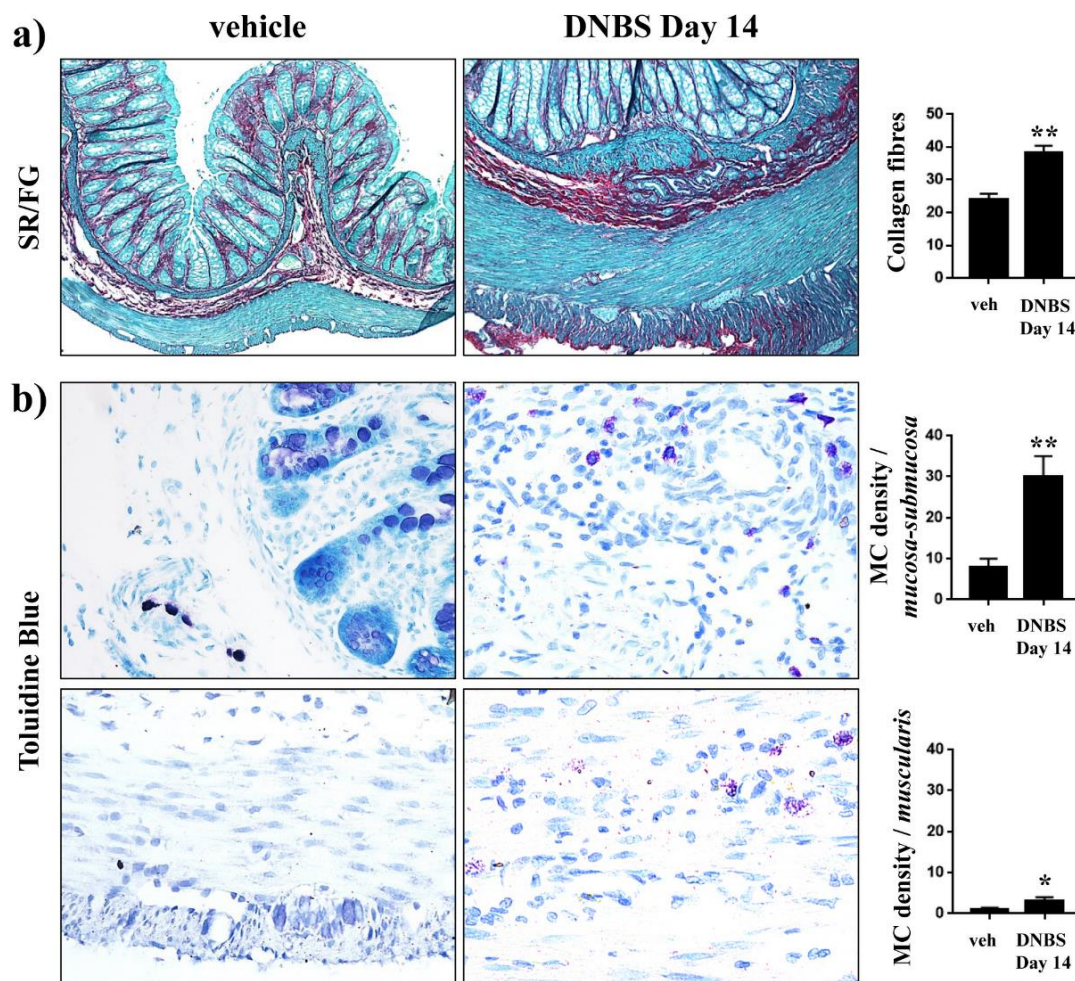 a)
vehicle
DNBS Day 14
SR/FG
Collagen fibres
50
40
30
20
10
0
**
veh
DNBS
Day 14
b)
Toluidine Blue
MC density /
mucosa-submucosa
40
30
20
10
0
**
veh
DNBS
Day 14
MC density / muscularis
40
30
20
10
0
*
veh
DNBS
Day 14